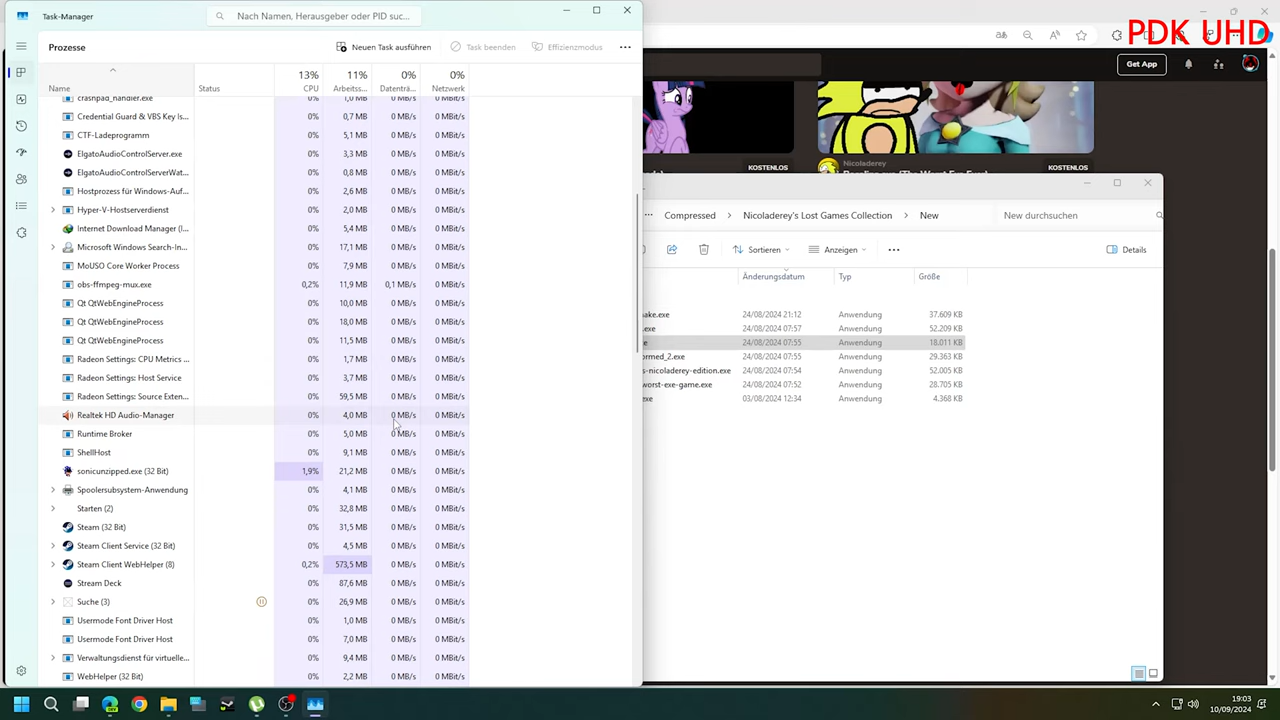 Task-Manager
Nach Namen, Herausgeber oder PID suc...
PDK UHD
Prozesse
Neuen Task ausführen
Task beenden
Effizienzmodus
Get App
13% 11% 0% 0%
Name Status CPU Arbeitss... Datenträ... Netzwerk
crashpad_handler.exe 0% 1,0 MB 0 MB/s 0 MBit/s
Credential Guard & VBS Key Is... 0% 0,7 MB 0 MB/s 0 MBit/s
CTF-Ladeprogramm 0% 5,1 MB 0 MB/s 0 MBit/s
ElgatoAudioControlServer.exe 0% 3,3 MB 0 MB/s 0 MBit/s
ElgatoAudioControlServerWat... 0% 0 MB/s 0 MBit/s
Hostprozess für Windows-Auf... 0% 2,6 MB 0 MB/s 0 MBit/s
Hyper-V-Hostserverdienst 0% 2,0 MB 0 MB/s 0 MBit/s
Internet Download Manager (I... 0% 5,4 MB 0 MB/s 0 MBit/s
Microsoft Windows Search-In... 0% 17,1 MB 0 MB/s 0 MBit/s
MoUSO Core Worker Process 0% 7,9 MB 0 MB/s 0 MBit/s
obs-ffmpeg-mux.exe 0,2% 11,9 MB 0,1 MB/s 0 MBit/s
Qt QtWebEngineProcess 0% 10,0 MB 0 MB/s 0 MBit/s
Qt QtWebEngineProcess 0% 18,0 MB 0 MB/s 0 MBit/s
Qt QtWebEngineProcess 0% 11,5 MB 0 MB/s 0 MBit/s
Radeon Settings: CPU Metrics ... 0% 1,7 MB 0 MB/s 0 MBit/s
Radeon Settings: Host Service 0% 3,7 MB 0 MB/s 0 MBit/s
Radeon Settings: Source Exten... 0% 59,5 MB 0 MB/s 0 MBit/s
Realtek HD Audio-Manager 0% 4,0 MB 0 MB/s 0 MBit/s
Runtime Broker 0% 5,0 MB 0 MB/s 0 MBit/s
ShellHost 0% 9,1 MB 0 MB/s 0 MBit/s
sonicunzipped.exe (32 Bit) 1,9% 21,2 MB 0 MB/s 0 MBit/s
Spoolersubsystem-Anwendung 0% 4,1 MB 0 MB/s 0 MBit/s
Starten (2) 0% 32,8 MB 0 MB/s 0 MBit/s
Steam (32 Bit) 0% 31,5 MB 0 MB/s 0 MBit/s
Steam Client Service (32 Bit) 0% 4,5 MB 0 MB/s 0 MBit/s
Steam Client WebHelper (8) 0,2% 573,5 MB 0 MB/s 0 MBit/s
Stream Deck 0% 87,6 MB 0 MB/s 0 MBit/s
Suche (3) 0% 26,9 MB 0 MB/s 0 MBit/s
Usermode Font Driver Host 0% 1,0 MB 0 MB/s 0 MBit/s
Usermode Font Driver Host 0% 7,0 MB 0 MB/s 0 MBit/s
Verwaltungsdienst für virtuelle... 0% 9,4 MB 0 MB/s 0 MBit/s
WebHelper (32 Bit) 0% 2,2 MB 0 MB/s 0 MBit/s
KOSTENLOS
Nicoladerey
KOSTENLOS
Compressed > Nicoladerey's Lost Games Collection > New
New durchsuchen
Sortieren
Anzeigen
Details
Änderungsdatum Typ Größe
ake.exe 24/08/2024 21:12 Anwendung 37.609 KB
.exe 24/08/2024 07:57 Anwendung 52.209 KB
e 24/08/2024 07:55 Anwendung 18.011 KB
ormed_2.exe 24/08/2024 07:55 Anwendung 29.363 KB
s-nicoladerey-edition.exe 24/08/2024 07:54 Anwendung 52.005 KB
worst-exe-game.exe 24/08/2024 07:52 Anwendung 28.705 KB
exe 03/08/2024 12:34 Anwendung 4.368 KB
19:03
10/09/2024